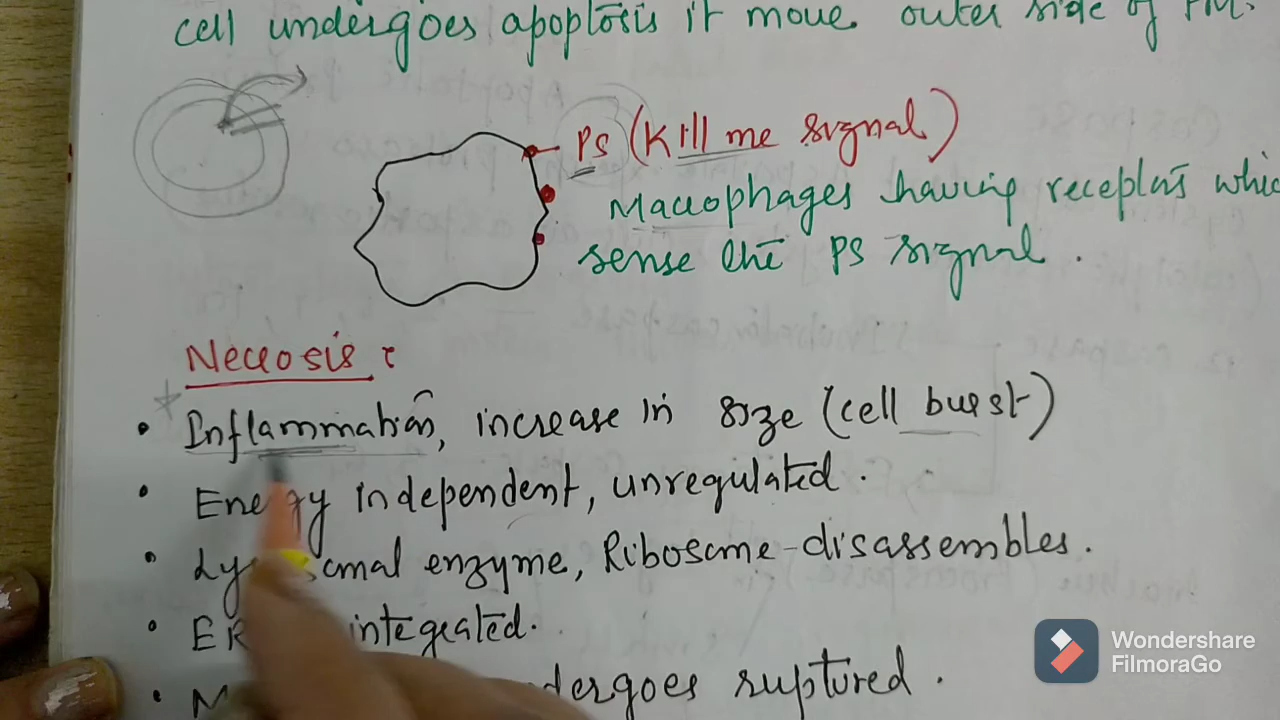 cell undergoes apoptosis it move outer side of PM.
PS (Kill me signal)
Macrophages having receptors whic
sense the PS signal.
Necrosis:
• Inflammation, increase in size (cell burst)
• Energy independent, unregulated.
• enzyme, Ribosome-disassembles.
• ER integrated.
• undergoes ruptured.
Wondershare
FilmoraGo